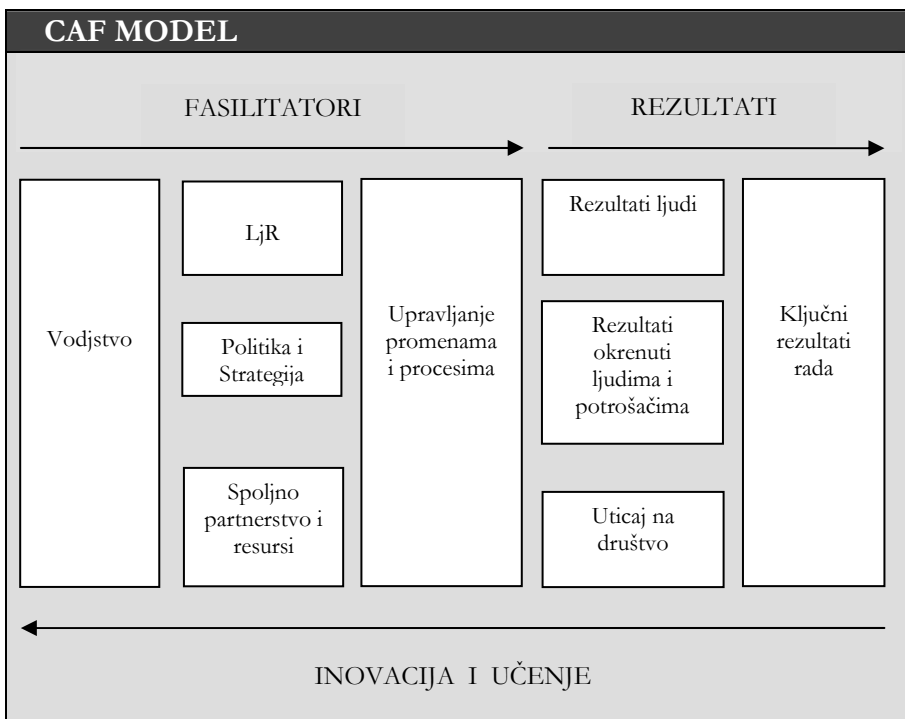 CAF MODEL
FASILITATORI
REZULTATI
Vodjstvo
LjR
Politika i
Strategija
Spoljno
partnerstvo i
resursi
Upravljanje
promenama
i procesima
Rezultati ljudi
Rezultati
okrenuti
ljudima i
potrošačima
Uticaj na
društvo
Ključni
rezultati
rada
INOVACIJA I UČENJE